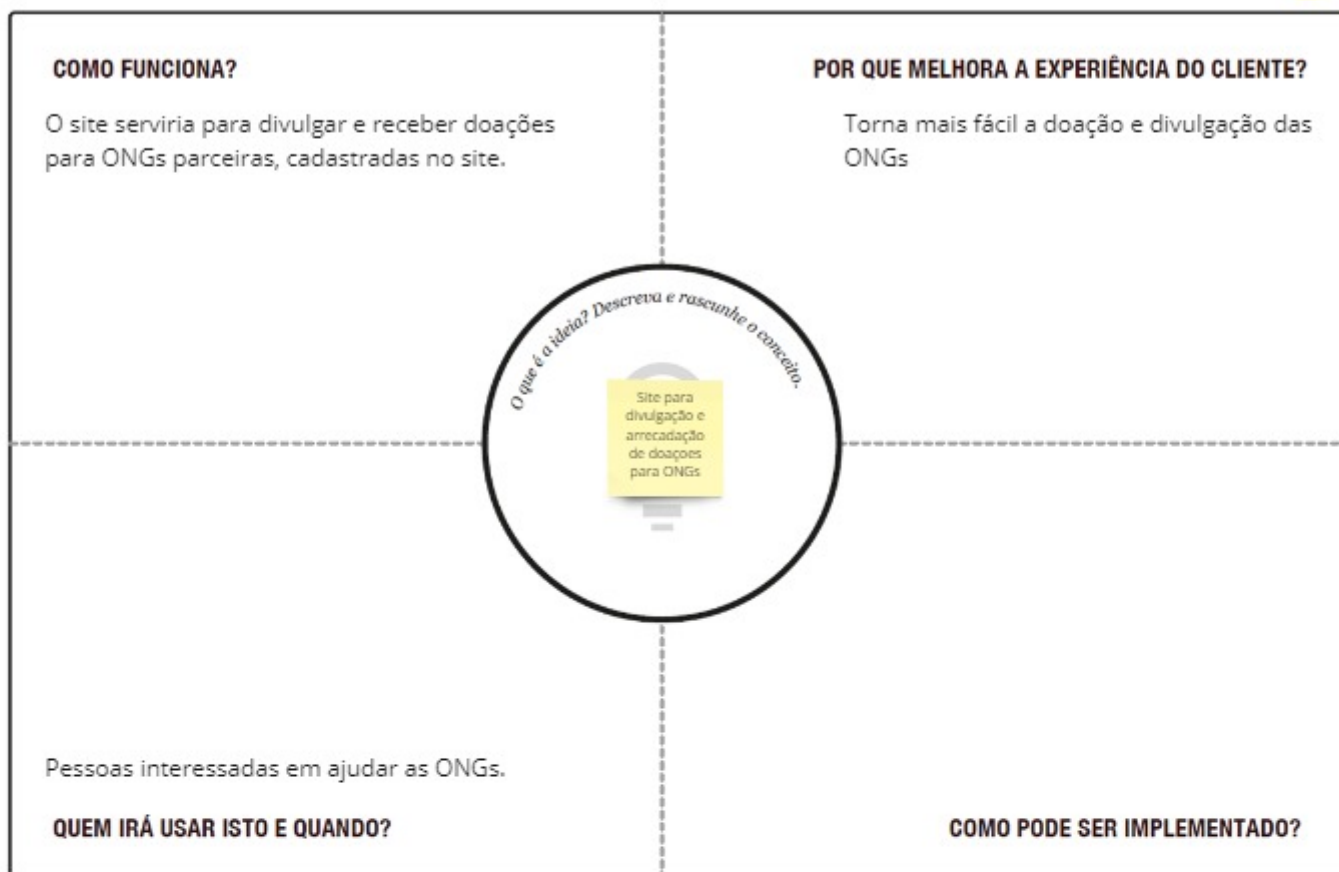 COMO FUNCIONA?
O site serviria para divulgar e receber doações
para ONGs parceiras, cadastradas no site.
POR QUE MELHORA A EXPERIÊNCIA DO CLIENTE?
Torna mais fácil a doação e divulgação das
ONGs
O que é a ideia? Descreva e rascunhe o conceito.
Site para
divulgação e
arrecadação
de doaçoes
para ONGs
Pessoas interessadas em ajudar as ONGs.
QUEM IRÁ USAR ISTO E QUANDO?
COMO PODE SER IMPLEMENTADO?